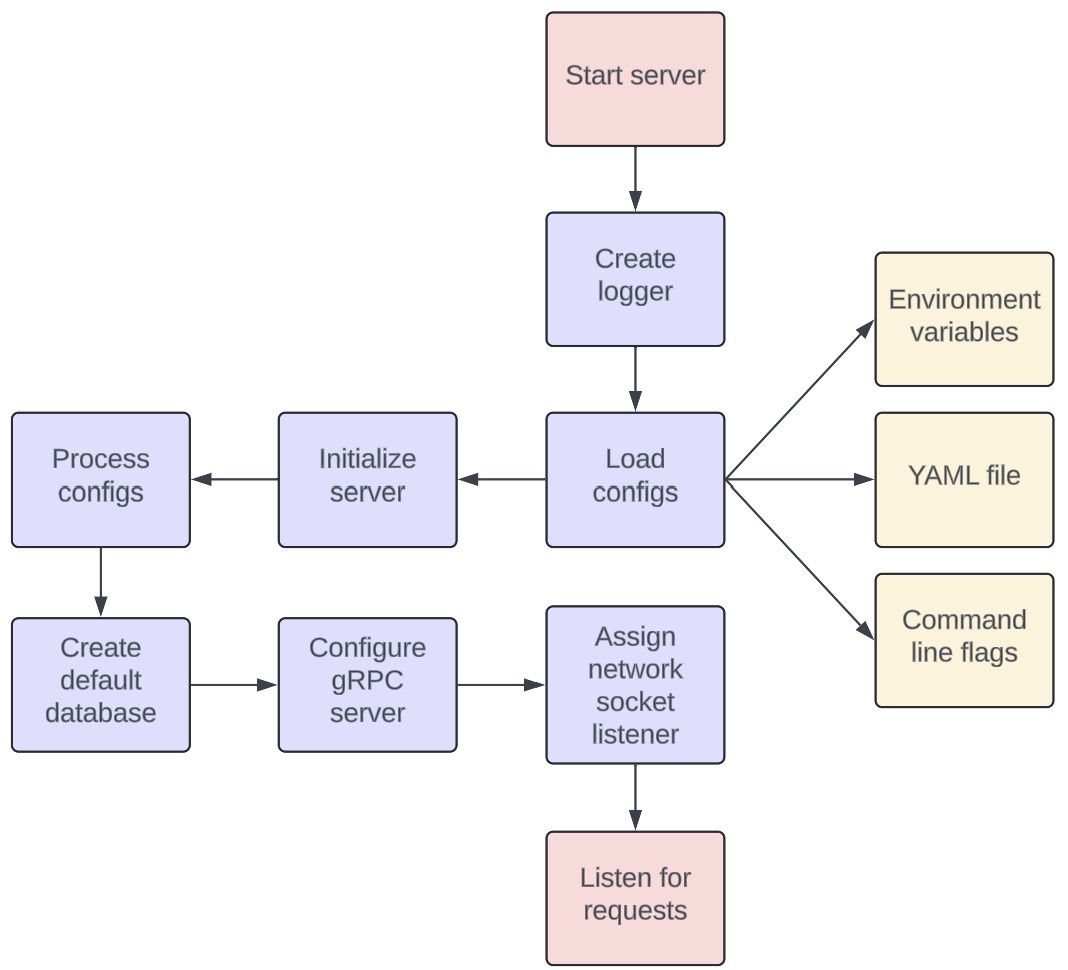 Start server
Create
logger
Environment
variables
Process
configs
Initialize
server
Load
configs
YAML file
Create
default
database
Configure
gRPC
server
Assign
network
socket
listener
Command
line flags
Listen for
requests